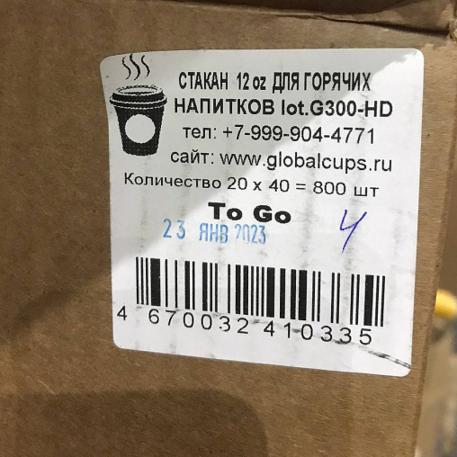 СТАКАН 12 oz ДЛЯ ГОРЯЧИХ
НАПИТКОВ lot.G300-HD
тел: +7-999-904-4771
сайт: www.globalcups.ru
Количество 20 x 40 = 800 шт
To Go
23 ЯНВ 2023 Ч
4 670032 410335